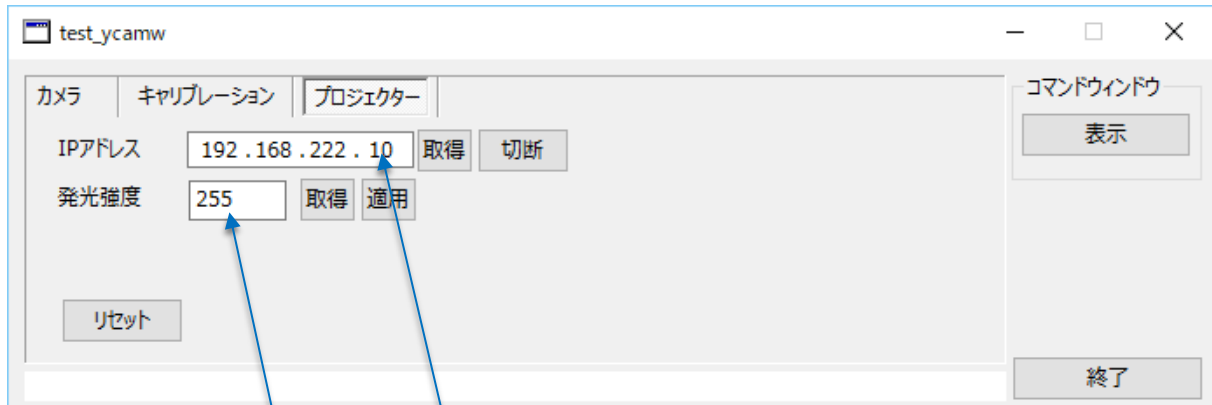 test_ycamw
カメラ キャリブレーション プロジェクター
コマンドウィンドウ
表示
IPアドレス 192.168.222.10 取得 切断
発光強度 255 取得 適用
リセット
終了